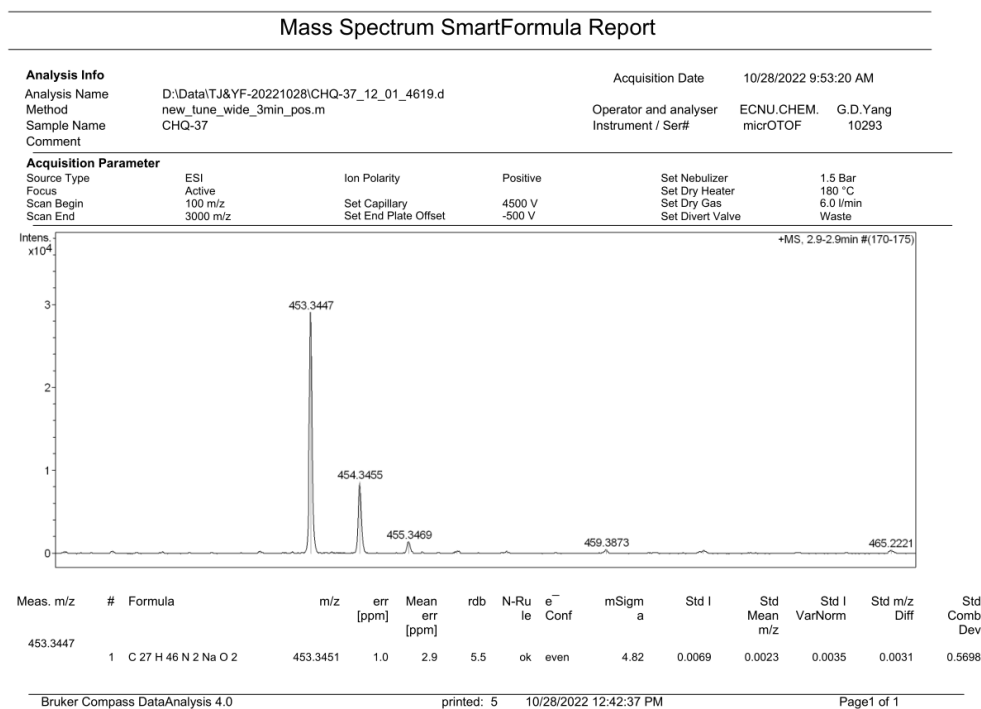 Mass Spectrum SmartFormula Report
Analysis Info
Acquisition Date 10/28/2022 9:53:20 AM
Analysis Name D:\Data\TJ&YF-20221028\CHQ-37_12_01_4619.d
Method new_tune_wide_3min_pos.m Operator and analyser ECNU.CHEM. G.D.Yang
Sample Name CHQ-37 Instrument / Ser# micrOTOF 10293
Comment
Acquisition Parameter
Source Type ESI Ion Polarity Positive Set Nebulizer 1.5 Bar
Focus Active Set Dry Heater 180 °C
Scan Begin 100 m/z Set Capillary 4500 V Set Dry Gas 6.0 l/min
Scan End 3000 m/z Set End Plate Offset -500 V Set Divert Valve Waste
Intens.
x10⁴
+MS, 2.9-2.9min #(170-175)
453.3447
3
2
454.3455
1
455.3469
459.3873
465.2221
0
Meas. m/z # Formula m/z err Mean rdb N-Ru e¯ mSigm Std I Std Std I Std m/z Std
[ppm] err le Conf a Mean VarNorm Diff Comb
[ppm] m/z Dev
453.3447
1 C 27 H 46 N 2 Na O 2 453.3451 1.0 2.9 5.5 ok even 4.82 0.0069 0.0023 0.0035 0.0031 0.5698
Bruker Compass DataAnalysis 4.0 printed: 5 10/28/2022 12:42:37 PM Page1 of 1